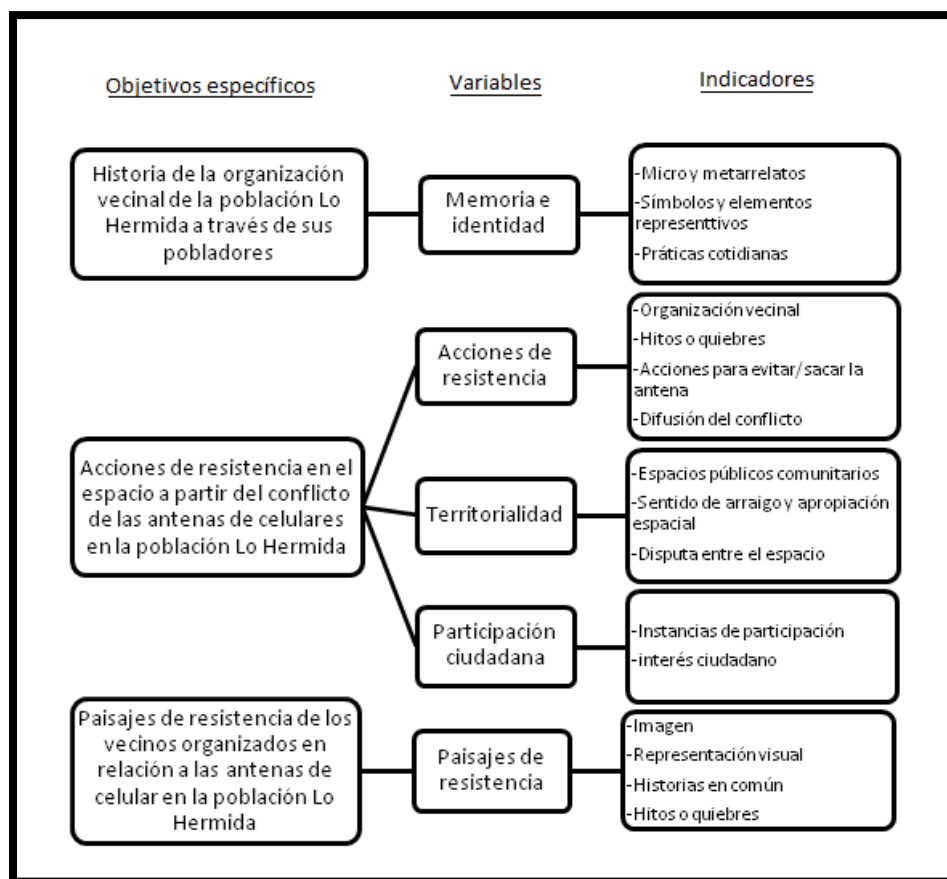 Objetivos específicos
Variables
Indicadores
Historia de la organización
vecinal de la población Lo
Hermida a través de sus
pobladores
Memoria e
identidad
-Micro y metarrelatos
-Símbolos y elementos
representtivos
-Práticas cotidianas
Acciones de resistencia en el
espacio a partir del conflicto
de las antenas de celulares
en la población Lo Hermida
Acciones de
resistencia
-Organización vecinal
-Hitos o quiebres
-Acciones para evitar/sacar la
antena
-Difusión del conflicto
Territorialidad
-Espacios públicos comunitarios
-Sentido de arraigo y apropiación
espacial
-Disputa entre el espacio
Participación
ciudadana
-Instancias de participación
-interés ciudadano
Paisajes de resistencia de los
vecinos organizados en
relación a las antenas de
celular en la población Lo
Hermida
Paisajes de
resistencia
-Imagen
-Representación visual
-Historias en común
-Hitos o quiebres